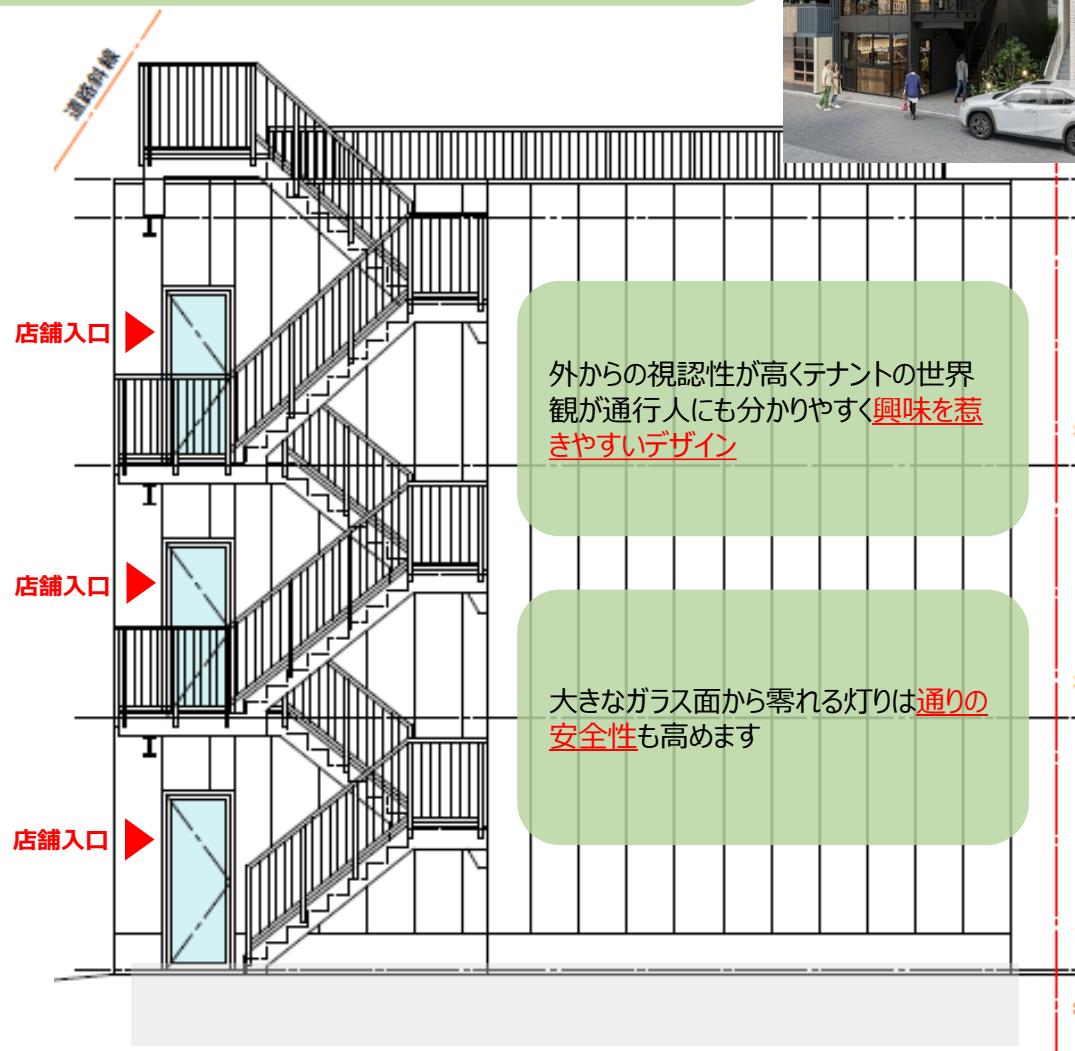 道路斜線
店舗入口
外からの視認性が高くテナントの世界
観が通行人にも分かりやすく興味を惹
きやすいデザイン
店舗入口
大きなガラス面から零れる灯りは通りの
安全性も高めます
店舗入口